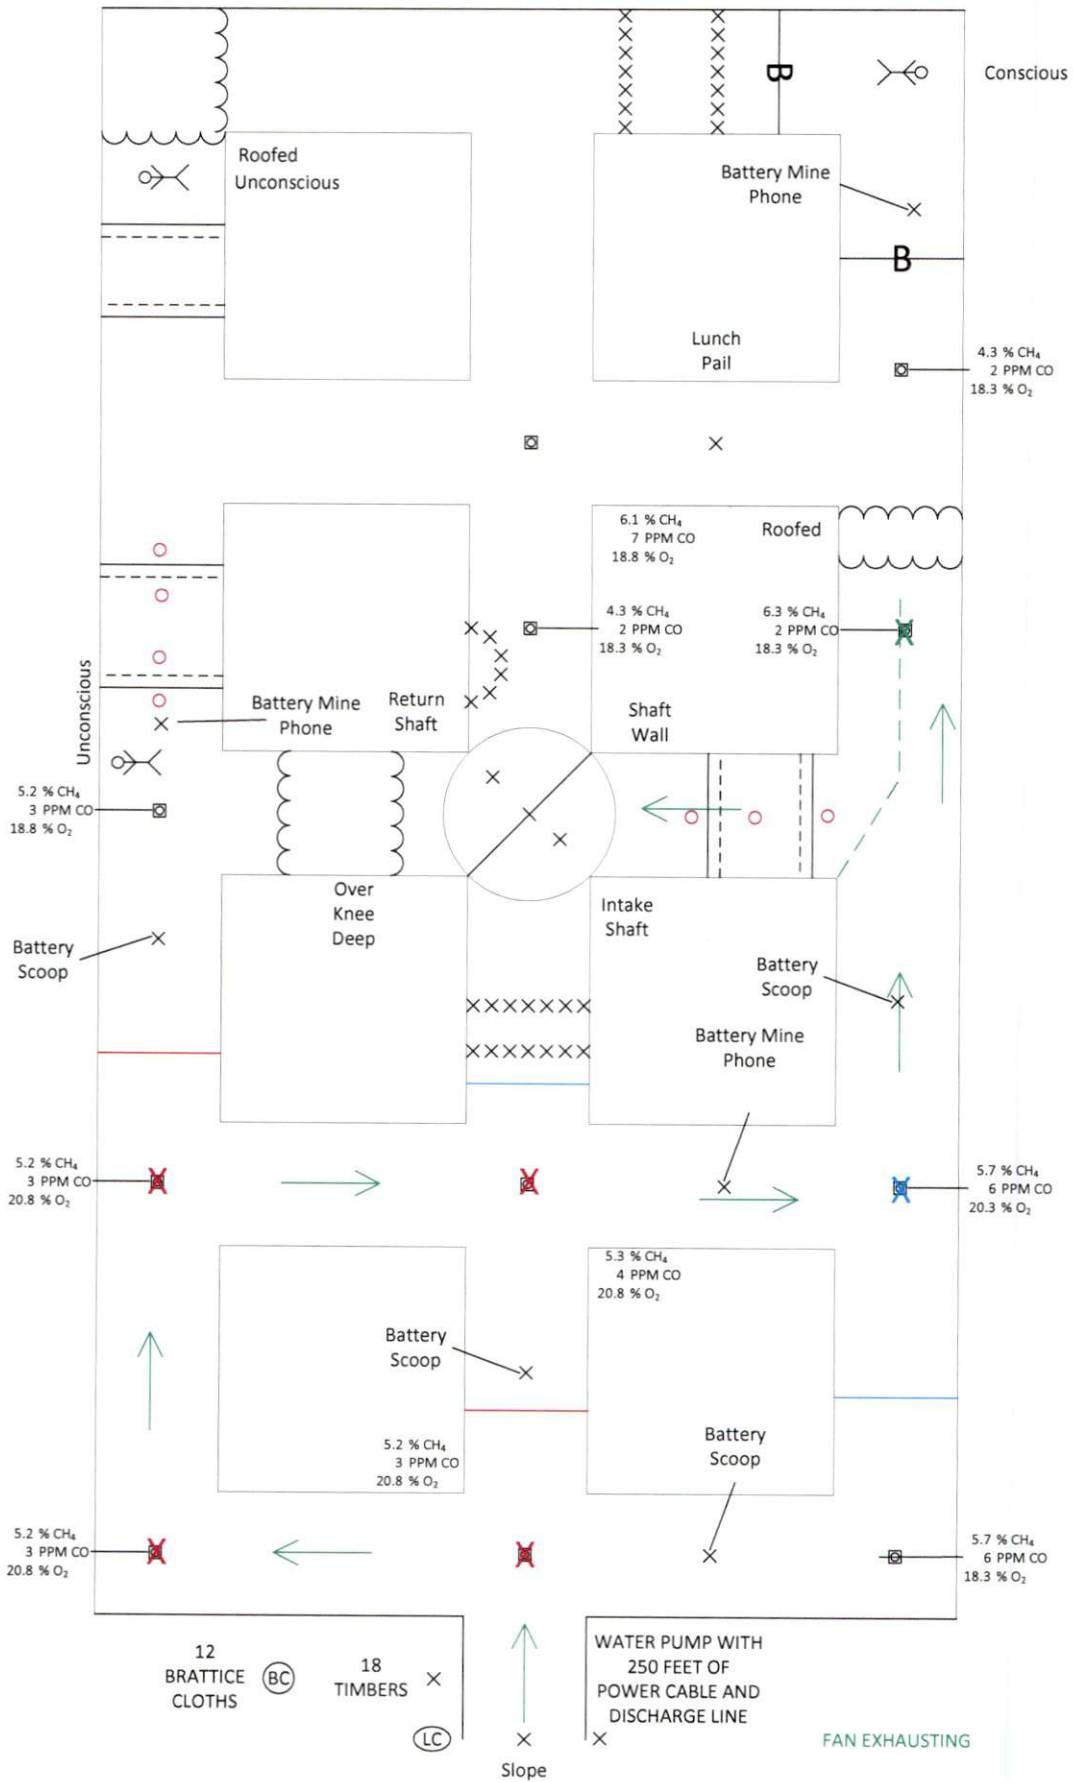 Conscious
Roofed
Unconscious
Battery Mine
Phone
B
B
Lunch
Pail
4.3 % CH₄
2 PPM CO
18.3 % O₂
6.1 % CH₄
7 PPM CO
18.8 % O₂
Roofed
4.3 % CH₄
2 PPM CO
18.3 % O₂
6.3 % CH₄
2 PPM CO
18.3 % O₂
Unconscious
Battery Mine
Phone
Return
Shaft
Shaft
Wall
5.2 % CH₄
3 PPM CO
18.8 % O₂
Over
Knee
Deep
Intake
Shaft
Battery
Scoop
Battery
Scoop
Battery Mine
Phone
5.2 % CH₄
3 PPM CO
20.8 % O₂
5.7 % CH₄
6 PPM CO
20.3 % O₂
5.3 % CH₄
4 PPM CO
20.8 % O₂
Battery
Scoop
5.2 % CH₄
3 PPM CO
20.8 % O₂
Battery
Scoop
5.2 % CH₄
3 PPM CO
20.8 % O₂
5.7 % CH₄
6 PPM CO
18.3 % O₂
12
BRATTICE
CLOTHS
BC
18
TIMBERS
WATER PUMP WITH
250 FEET OF
POWER CABLE AND
DISCHARGE LINE
LC
Slope
FAN EXHAUSTING